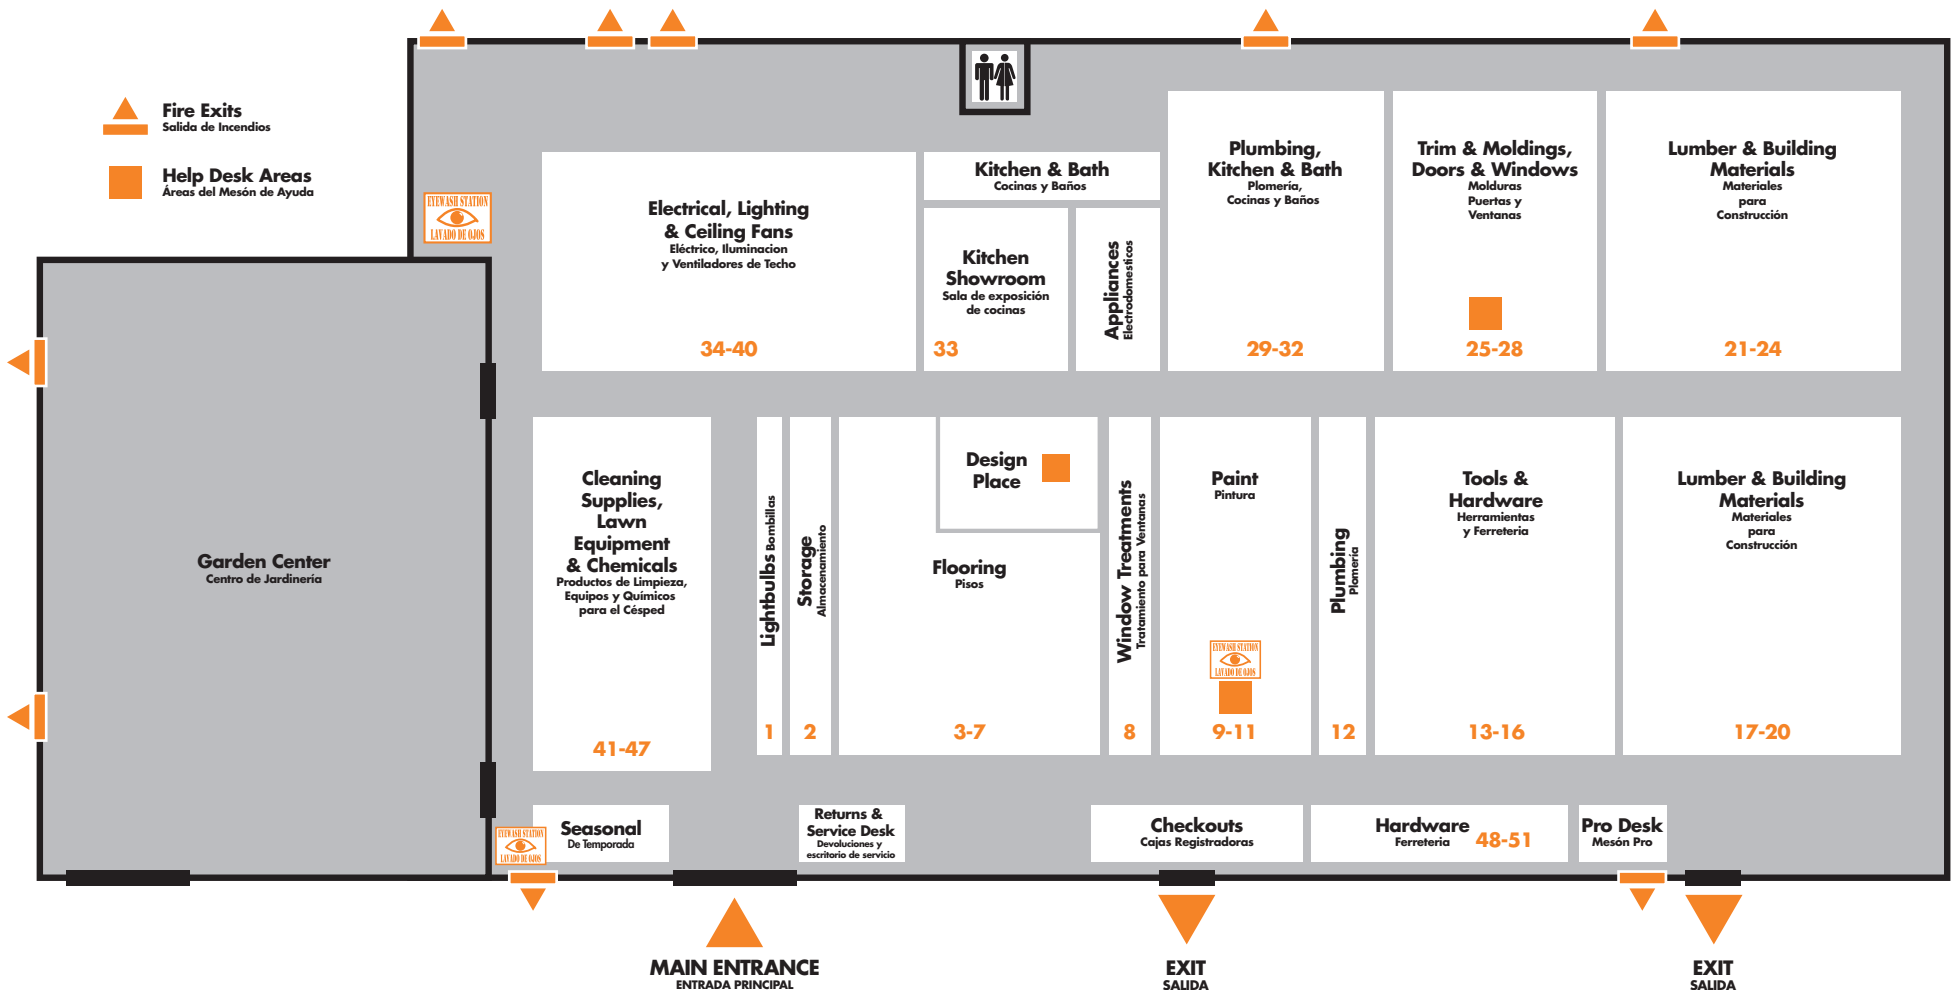 Fire Exits
Salida de Incendios
Help Desk Areas
Áreas del Mesón de Ayuda
EYEWASH STATION
LAVADO DE OJOS
Electrical, Lighting
& Ceiling Fans
Eléctrico, Iluminacion
y Ventiladores de Techo
34-40
Kitchen & Bath
Cocinas y Baños
Kitchen
Showroom
Sala de exposición
de cocinas
33
Appliances
Electrodomesticos
Plumbing,
Kitchen & Bath
Plomería,
Cocinas y Baños
29-32
Trim & Moldings,
Doors & Windows
Molduras
Puertas y
Ventanas
25-28
Lumber & Building
Materials
Materiales
para
Construcción
21-24
Garden Center
Centro de Jardinería
Cleaning
Supplies,
Lawn
Equipment
& Chemicals
Productos de Limpieza,
Equipos y Químicos
para el Césped
41-47
Lightbulbs Bombillas
1
Storage
Almacenamiento
2
Flooring
Pisos
3-7
Design
Place
Window Treatments
Tratamiento para Ventanas
8
Paint
Pintura
EYEWASH STATION
LAVADO DE OJOS
9-11
Plumbing
Plomería
12
Tools &
Hardware
Herramientas
y Ferreteria
13-16
Lumber & Building
Materials
Materiales
para
Construcción
17-20
EYEWASH STATION
LAVADO DE OJOS
Seasonal
De Temporada
Returns &
Service Desk
Devoluciones y
escritorio de servicio
Checkouts
Cajas Registradoras
Hardware
Ferreteria
48-51
Pro Desk
Mesón Pro
MAIN ENTRANCE
ENTRADA PRINCIPAL
EXIT
SALIDA
EXIT
SALIDA